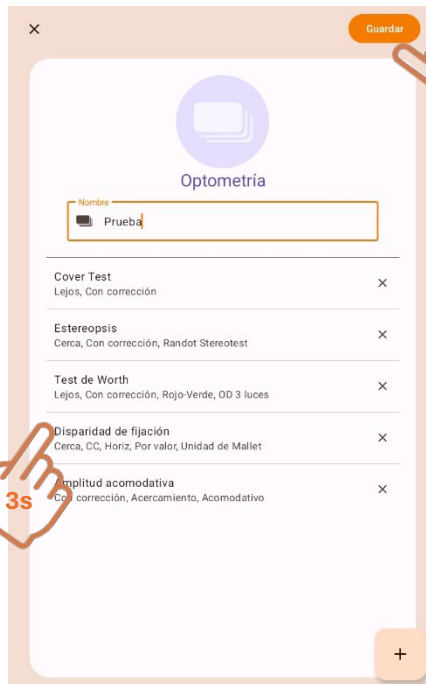 Guardar
Optometría
Nombre
Prueba
Cover Test
Lejos, Con corrección
Estereopsis
Cerca, Con corrección, Randot Stereotest
Test de Worth
Lejos, Con corrección, Rojo-Verde, OD 3 luces
Disparidad de fijación
Cerca, CC, Horiz, Por valor, Unidad de Mallet
Amplitud acomodativa
Con corrección, Acercamiento, Acomodativo
3s